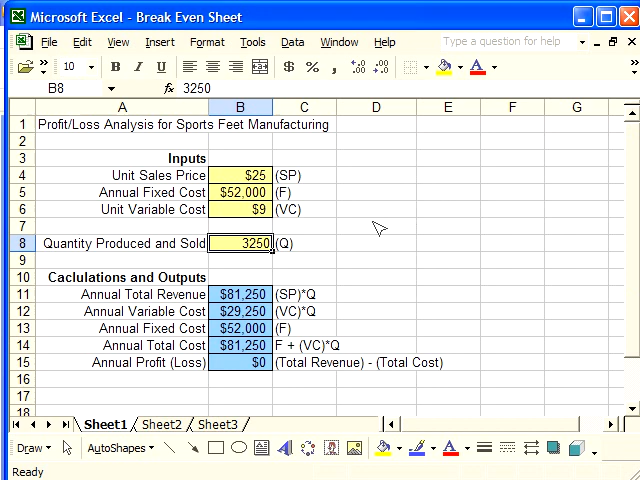 Microsoft Excel - Break Even Sheet
File Edit View Insert Format Tools Data Window Help Type a question for help
10 B I U $ % , A
B8 fx 3250
A B C D E F G
1 Profit/Loss Analysis for Sports Feet Manufacturing
2
3 Inputs
4 Unit Sales Price $25 (SP)
5 Annual Fixed Cost $52,000 (F)
6 Unit Variable Cost $9 (VC)
7
8 Quantity Produced and Sold 3250 (Q)
9
10 Caclulations and Outputs
11 Annual Total Revenue $81,250 (SP)*Q
12 Annual Variable Cost $29,250 (VC)*Q
13 Annual Fixed Cost $52,000 (F)
14 Annual Total Cost $81,250 F + (VC)*Q
15 Annual Profit (Loss) $0 (Total Revenue) - (Total Cost)
16
17
18
Sheet1 Sheet2 Sheet3
Draw AutoShapes A
Ready